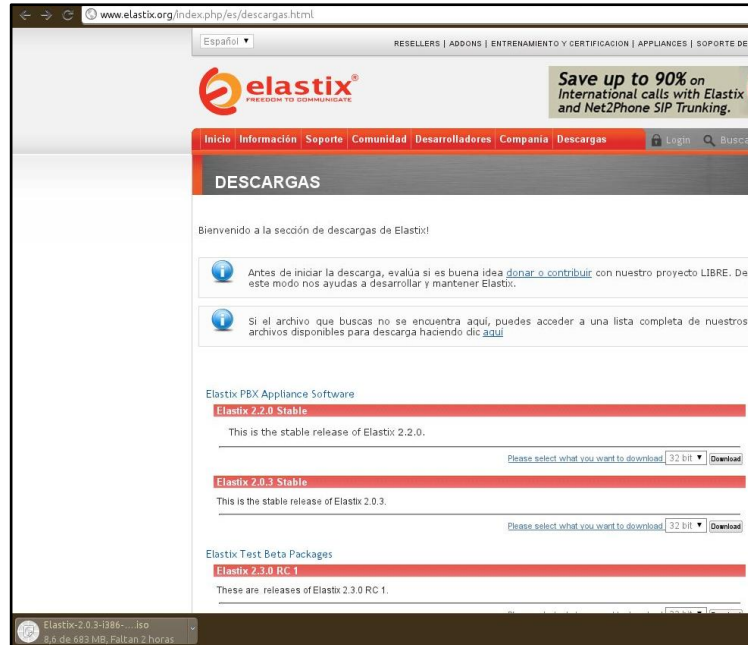 www.elastix.org/index.php/es/descargas.html
Español
RESELLERS | ADDONS | ENTRENAMIENTO Y CERTIFICACION | APPLIANCES | SOPORTE DE
elastix®
FREEDOM TO COMMUNICATE
Save up to 90% on
International calls with Elastix
and Net2Phone SIP Trunking.
Inicio Información Soporte Comunidad Desarrolladores Compania Descargas Login Busca
DESCARGAS
Bienvenido a la sección de descargas de Elastix!
Antes de iniciar la descarga, evalúa si es buena idea donar o contribuir con nuestro proyecto LIBRE. De
este modo nos ayudas a desarrollar y mantener Elastix.
Si el archivo que buscas no se encuentra aquí, puedes acceder a una lista completa de nuestros
archivos disponibles para descarga haciendo clic aquí
Elastix PBX Appliance Software
Elastix 2.2.0 Stable
This is the stable release of Elastix 2.2.0.
Please select what you want to download 32 bit Download
Elastix 2.0.3 Stable
This is the stable release of Elastix 2.0.3.
Please select what you want to download 32 bit Download
Elastix Test Beta Packages
Elastix 2.3.0 RC 1
These are releases of Elastix 2.3.0 RC 1.
Elastix-2.0.3-i386-....iso
8,6 de 683 MB, Faltan 2 horas